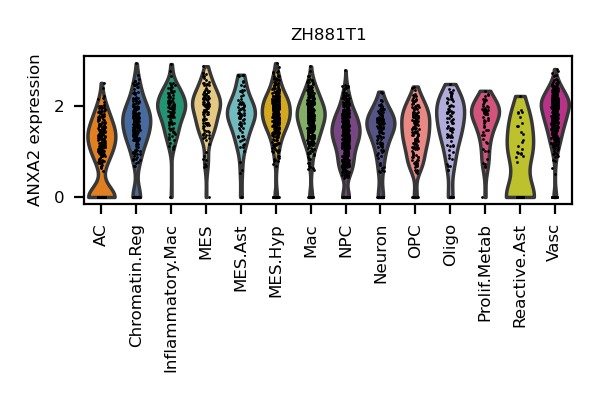 ZH881T1
ANXA2 expression
2
0
AC
Chromatin.Reg
Inflammatory.Mac
MES
MES.Ast
MES.Hyp
Mac
NPC
Neuron
OPC
Oligo
Prolif.Metab
Reactive.Ast
Vasc